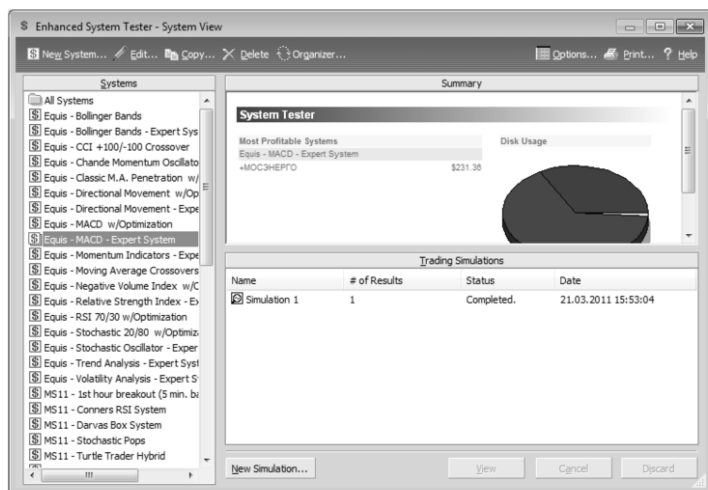 Enhanced System Tester - System View
New System... Edit... Copy... Delete Organizer... Options... Print... Help
Systems
All Systems
Equis - Bollinger Bands
Equis - Bollinger Bands - Expert Sys
Equis - CCI +100/-100 Crossover
Equis - Chande Momentum Oscillato
Equis - Classic M.A. Penetration w/
Equis - Directional Movement w/Op
Equis - Directional Movement - Expe
Equis - MACD w/Optimization
Equis - MACD - Expert System
Equis - Momentum Indicators - Expe
Equis - Moving Average Crossovers
Equis - Negative Volume Index w/C
Equis - Relative Strength Index - Ex
Equis - RSI 70/30 w/Optimization
Equis - Stochastic 20/80 w/Optimiz
Equis - Stochastic Oscillator - Exper
Equis - Trend Analysis - Expert Syst
Equis - Volatility Analysis - Expert S
MS11 - 1st hour breakout (5 min. ba
MS11 - Conners RSI System
MS11 - Darvas Box System
MS11 - Stochastic Pops
MS11 - Turtle Trader Hybrid
Summary
System Tester
Most Profitable Systems Disk Usage
Equis - MACD - Expert System
+МОСЭНЕРГО $231.38
Trading Simulations
Name # of Results Status Date
Simulation 1 1 Completed. 21.03.2011 15:53:04
New Simulation... View Cancel Discard